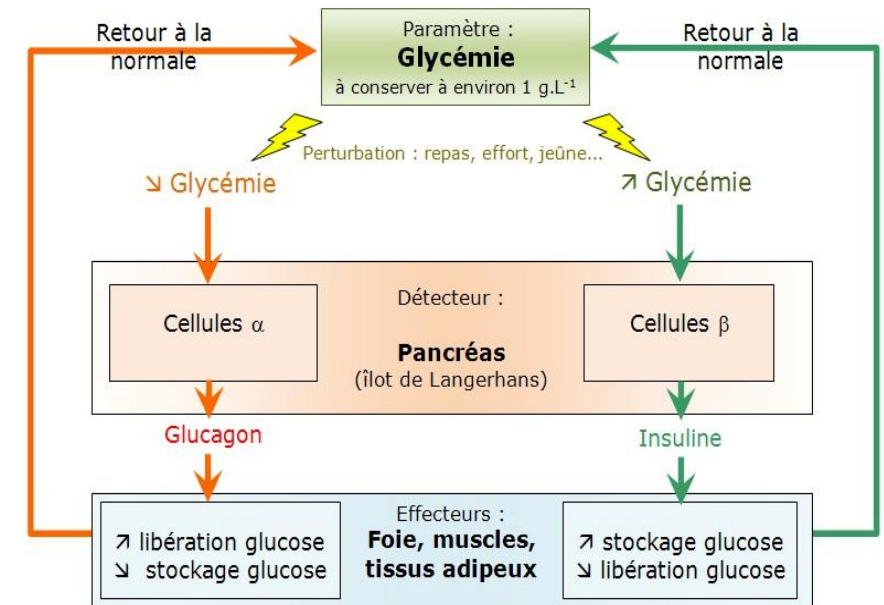 Retour à la
normale
Paramètre :
Glycémie
à conserver à environ 1 g.L⁻¹
Retour à la
normale
Perturbation : repas, effort, jeûne...
↘ Glycémie
↗ Glycémie
Cellules α
Détecteur :
Pancréas
(îlot de Langerhans)
Cellules β
Glucagon
Insuline
↗ libération glucose
↘ stockage glucose
Effecteurs :
Foie, muscles,
tissus adipeux
↗ stockage glucose
↘ libération glucose